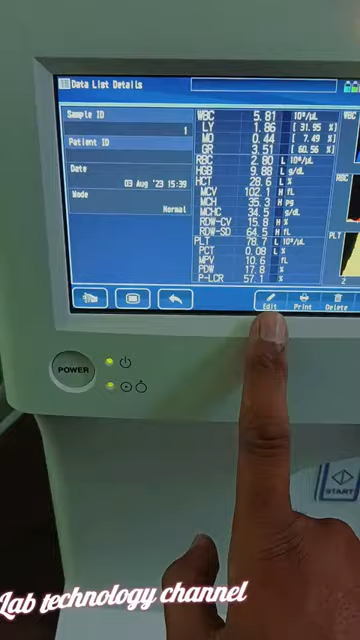 Data List Details
Sample ID
1
Patient ID
Date
03 Aug '23 15:39
Mode
Normal
WBC 5.81 10³/µL
LY 1.86 [ 31.95 %]
MO 0.44 [ 7.49 %]
GR 3.51 [ 60.56 %]
RBC 2.80 L 10⁶/µL
HGB 9.88 L g/dL
HCT 28.6 L %
MCV 102.1 H fL
MCH 35.3 H pg
MCHC 34.5 g/dL
RDW-CV 15.8 H %
RDW-SD 64.5 H fL
PLT 78.7 L 10³/µL
PCT 0.08 L %
MPV 10.6 fL
PDW 17.8 %
P-LCR 57.1 %
WBC
RBC
PLT
2
Edit Print Delete
POWER
START
Lab technology channel